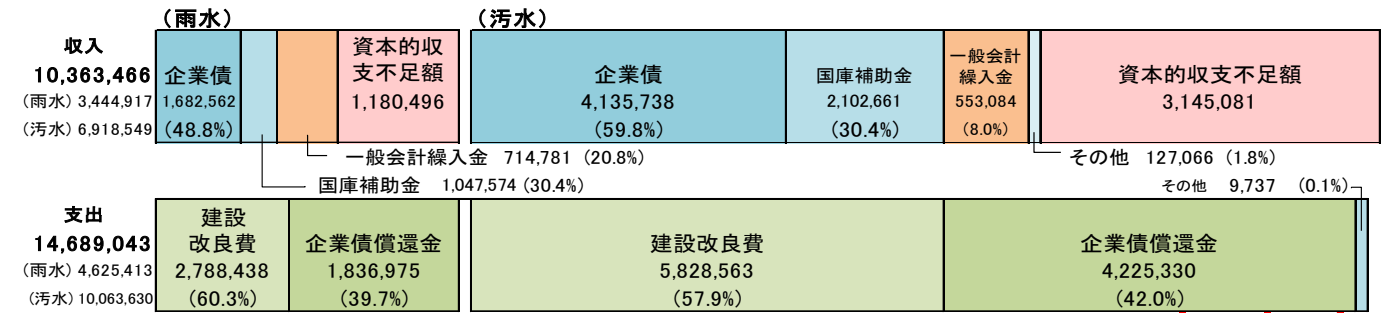 （雨水）
（汚水）
収入
10,363,466
（雨水） 3,444,917
（汚水） 6,918,549
企業債
1,682,562
（48.8%）
資本的収
支不足額
1,180,496
企業債
4,135,738
（59.8%）
国庫補助金
2,102,661
（30.4%）
一般会計
繰入金
553,084
（8.0%）
資本的収支不足額
3,145,081
一般会計繰入金 714,781 （20.8%）
その他 127,066 （1.8%）
国庫補助金 1,047,574 （30.4%）
その他 9,737 （0.1%）
支出
14,689,043
（雨水） 4,625,413
（汚水） 10,063,630
建設
改良費
2,788,438
（60.3%）
企業債償還金
1,836,975
（39.7%）
建設改良費
5,828,563
（57.9%）
企業債償還金
4,225,330
（42.0%）